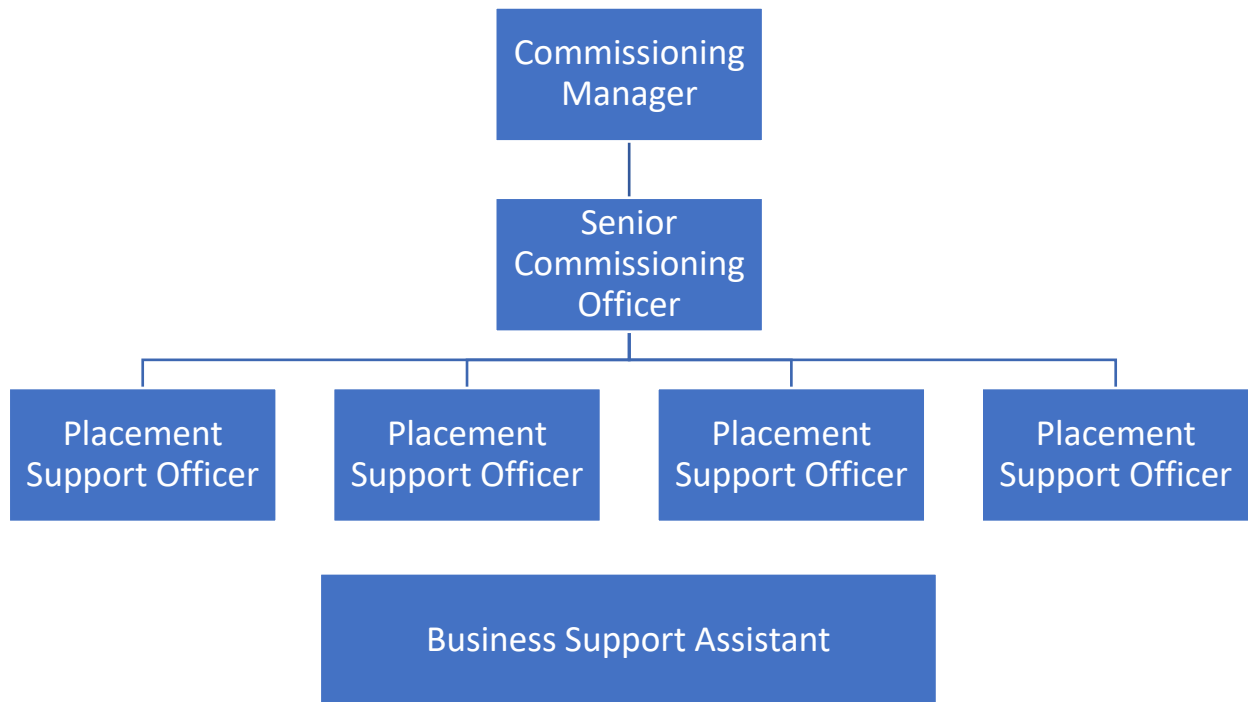 Commissioning
Manager
Senior
Commissioning
Officer
Placement
Support Officer
Placement
Support Officer
Placement
Support Officer
Placement
Support Officer
Business Support Assistant